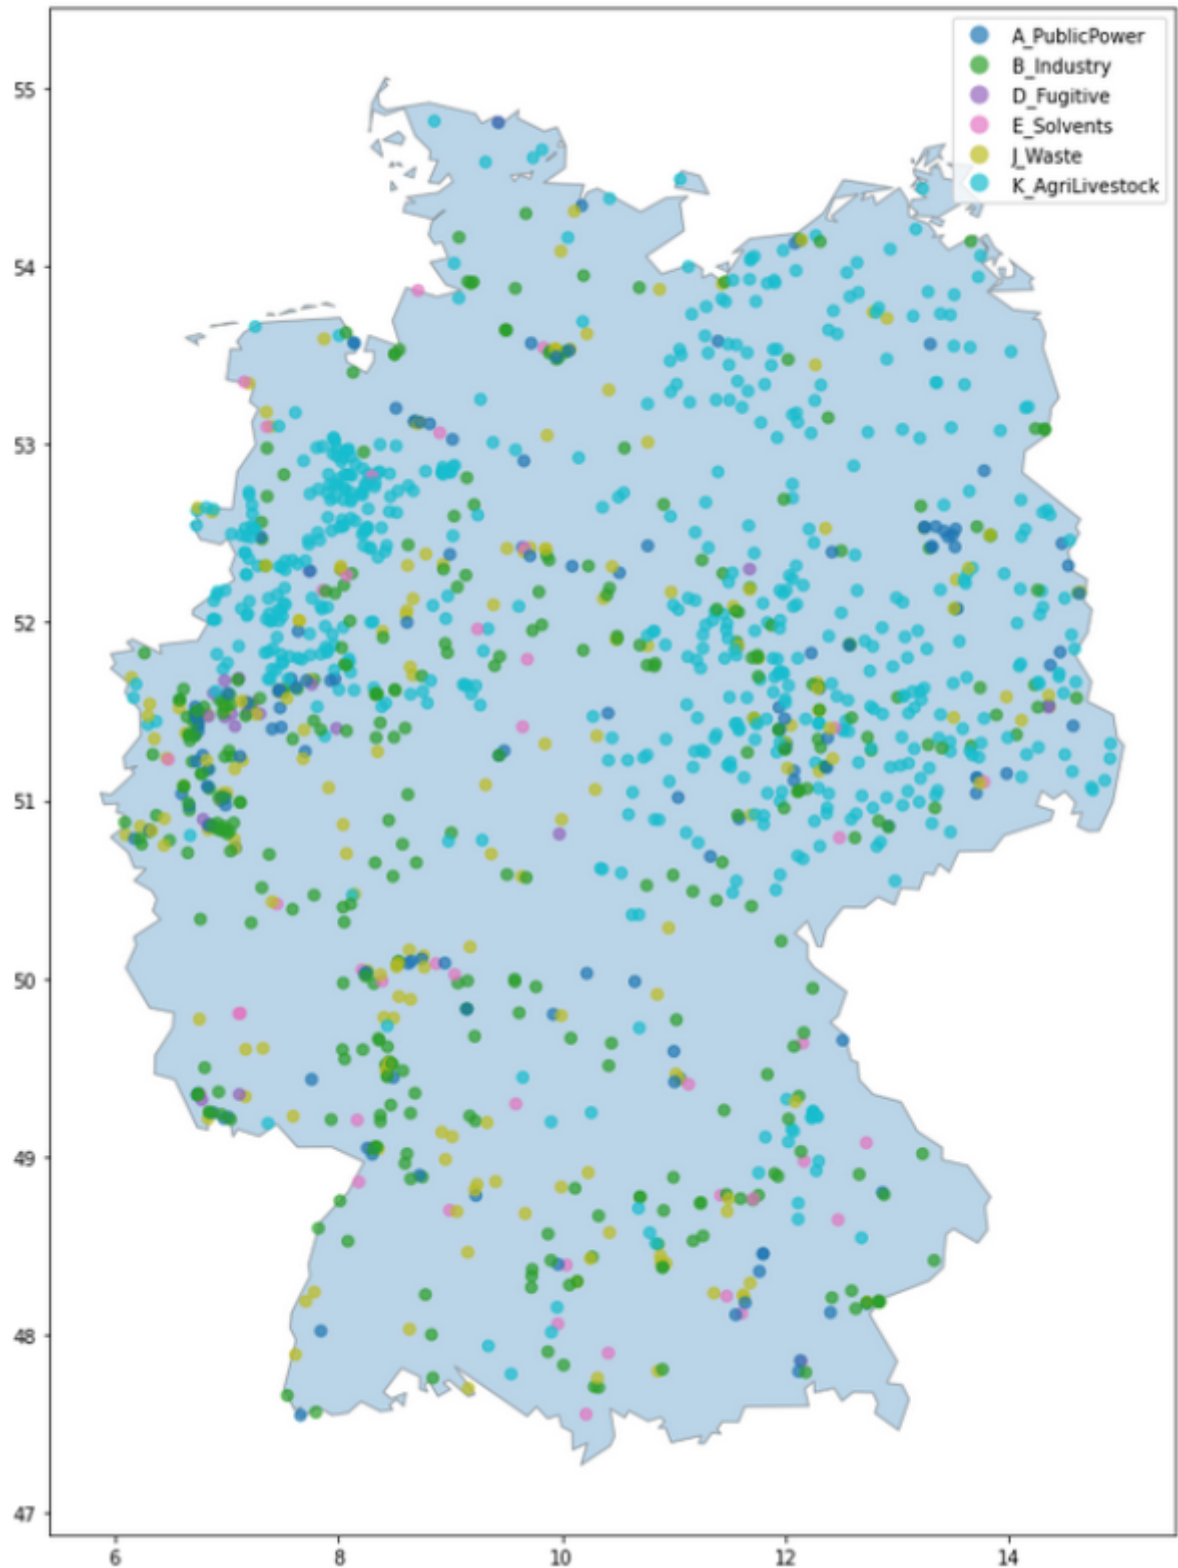 A_PublicPower
B_Industry
D_Fugitive
E_Solvents
J_Waste
K_AgriLivestock
55
54
53
52
51
50
49
48
47
6 8 10 12 14